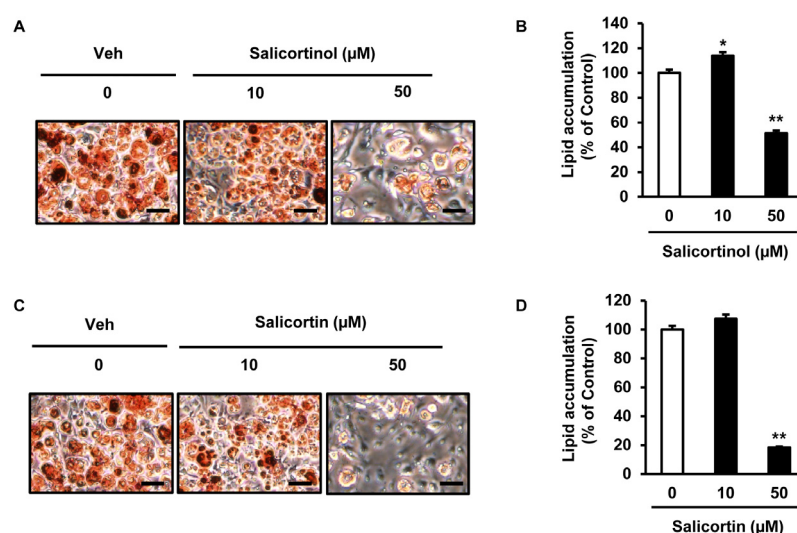 A
Veh
Salicortinol (µM)
0
10
50
B
Lipid accumulation
(% of Control)
140
120
100
80
60
40
20
0
*
**
0
10
50
Salicortinol (µM)
C
Veh
Salicortin (µM)
0
10
50
D
Lipid accumulation
(% of Control)
120
100
80
60
40
20
0
**
0
10
50
Salicortin (µM)